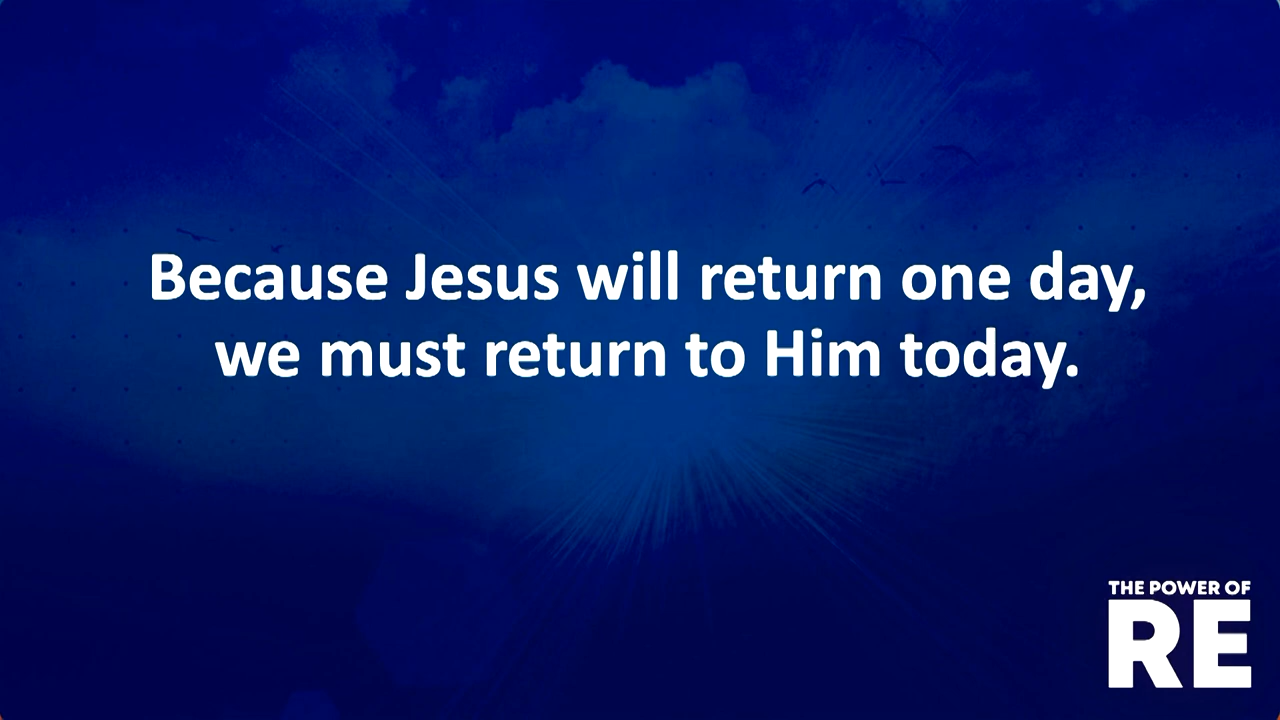 Because Jesus will return one day,
we must return to Him today.
THE POWER OF
RE